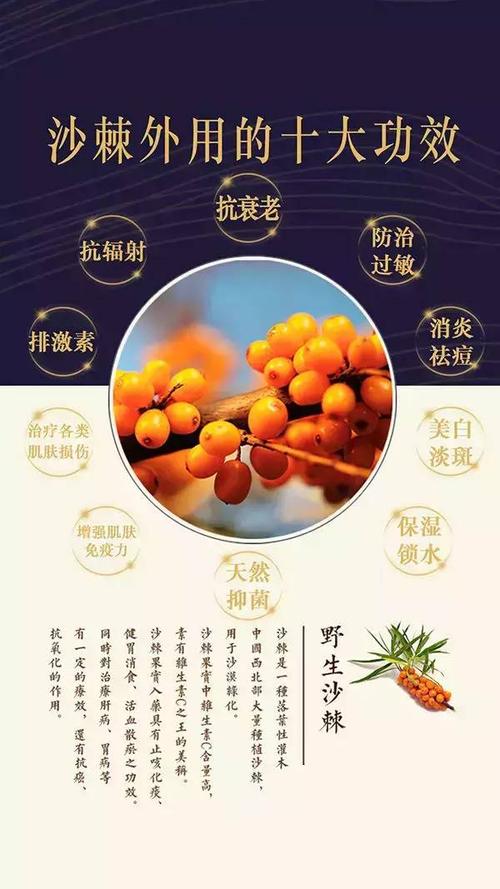 沙棘外用的十大功效
抗衰老
抗辐射
防治
过敏
排激素
消炎
祛痘
治疗各类
肌肤损伤
美白
淡斑
增强肌肤
免疫力
保湿
锁水
天然
抑菌
野生沙棘
沙棘是一種落葉性灌木
中國西北部大量種植沙棘，
用于沙漠綠化。
沙棘果實中維生素C含量高，
素有維生素C之王的美稱。
沙棘果實入藥具有止咳化痰、
健胃消食、活血散瘀之功效。
同時對治療肝病、胃病等
有一定的療效，還有抗癌、
抗氧化的作用。